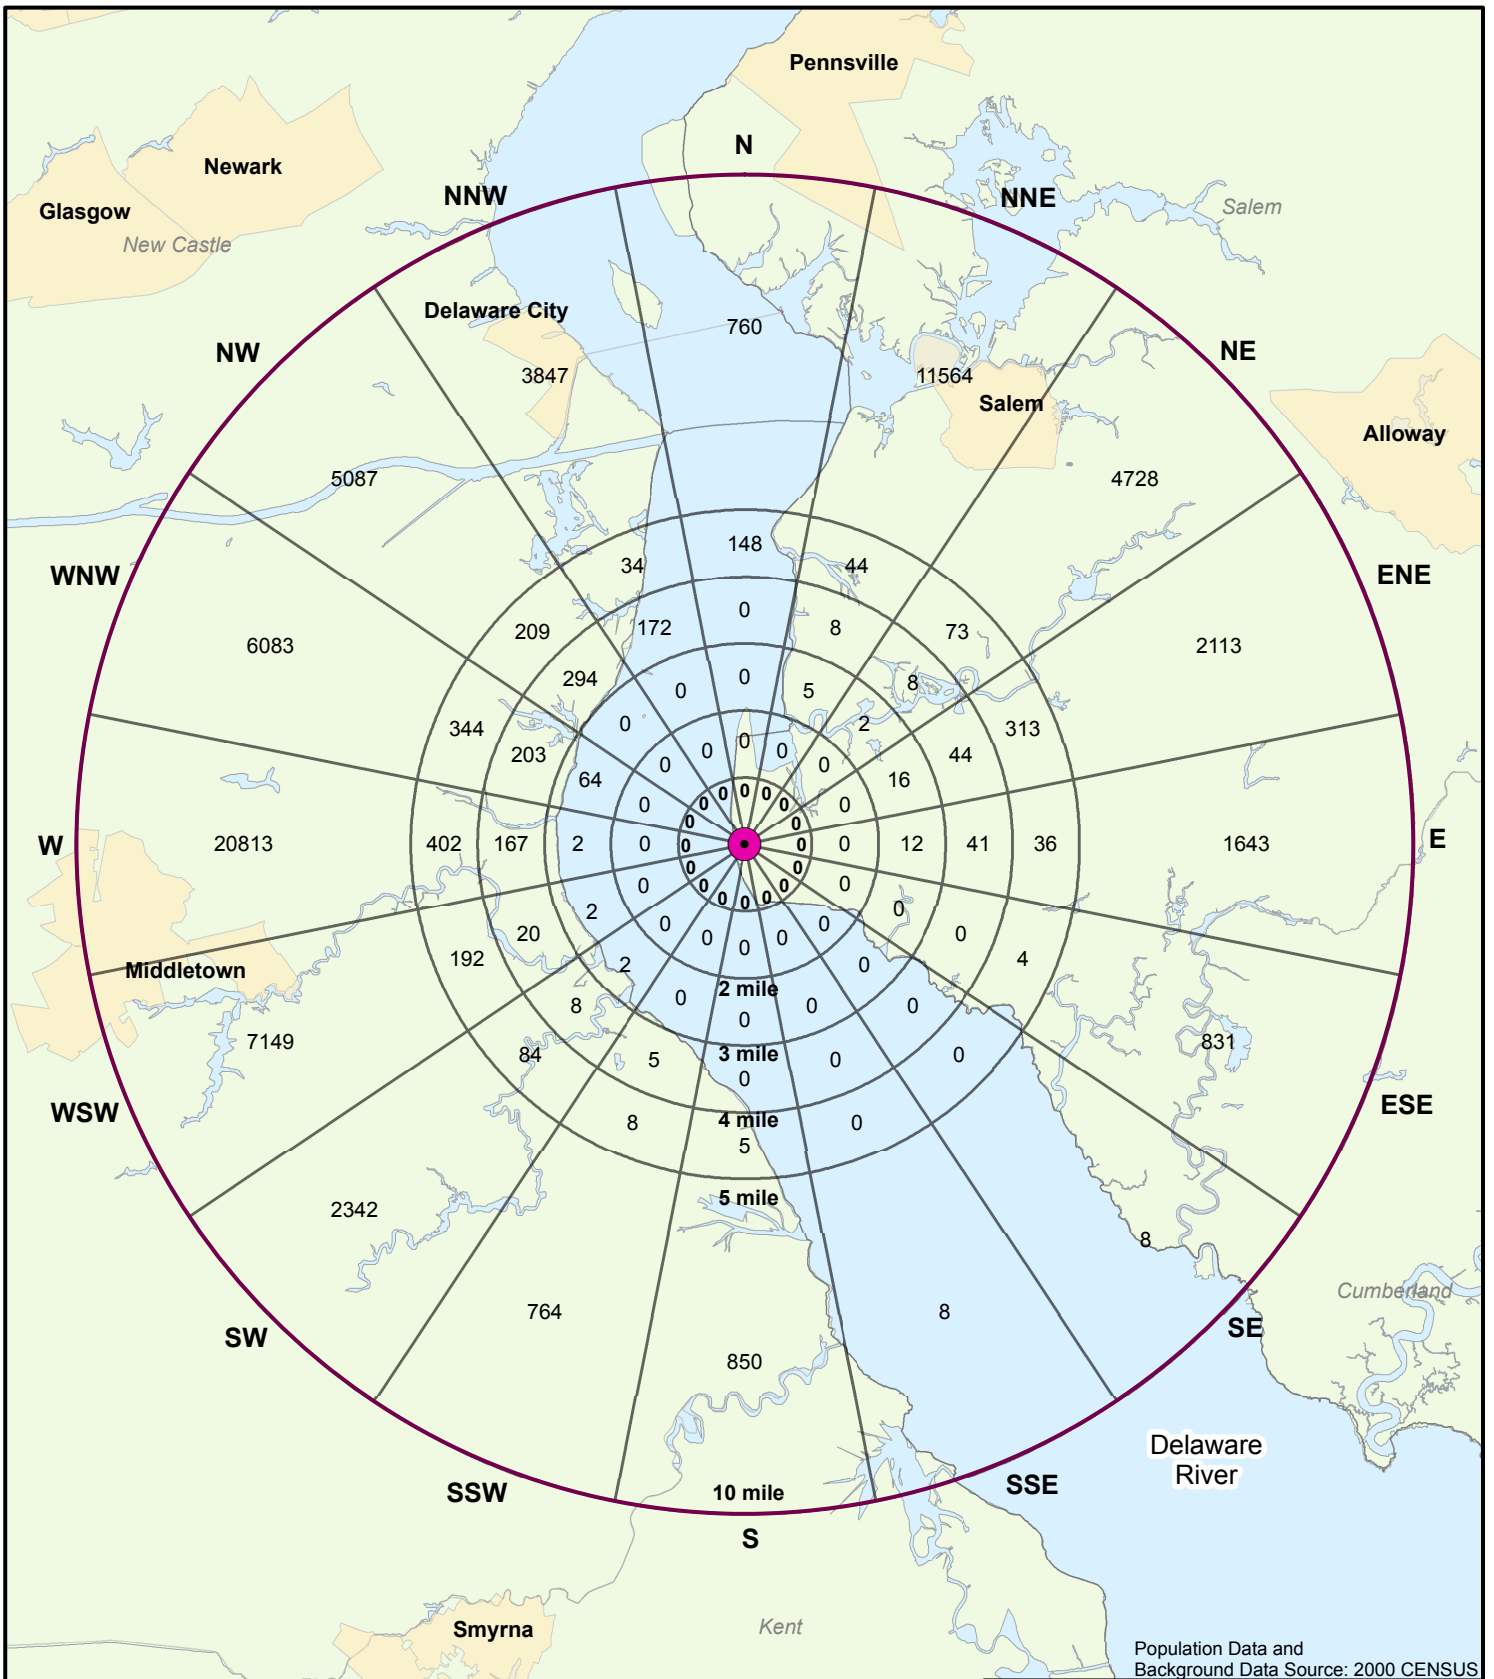 Pennsville
N
Newark
NNW
NNE
Glasgow
Salem
New Castle
Delaware City
760
NW
NE
3847
11564
Salem
Alloway
5087
4728
148
34
44
WNW
ENE
0
172
8
209
73
6083
2113
294
0
0
5
8
344
0
2
313
203
0
0
0
0
0
44
64
0
0
16
0
0
0 0 0 0 0
0
0
W
20813
402
167
2
0
0
0
0
12
41
36
1643
E
0
0
0
0
0 0 0 0 0
2
0
20
0
0
0
0
0
0
192
2
0
4
Middletown
2 mile
8
0
0
0
0
7149
831
84
5
3 mile
0
0
0
WSW
ESE
8
4 mile
0
5
5 mile
2342
8
Cumberland
764
8
SW
SE
850
Delaware
River
SSW
10 mile
SSE
S
Smyrna
Kent
Population Data and
Background Data Source: 2000 CENSUS